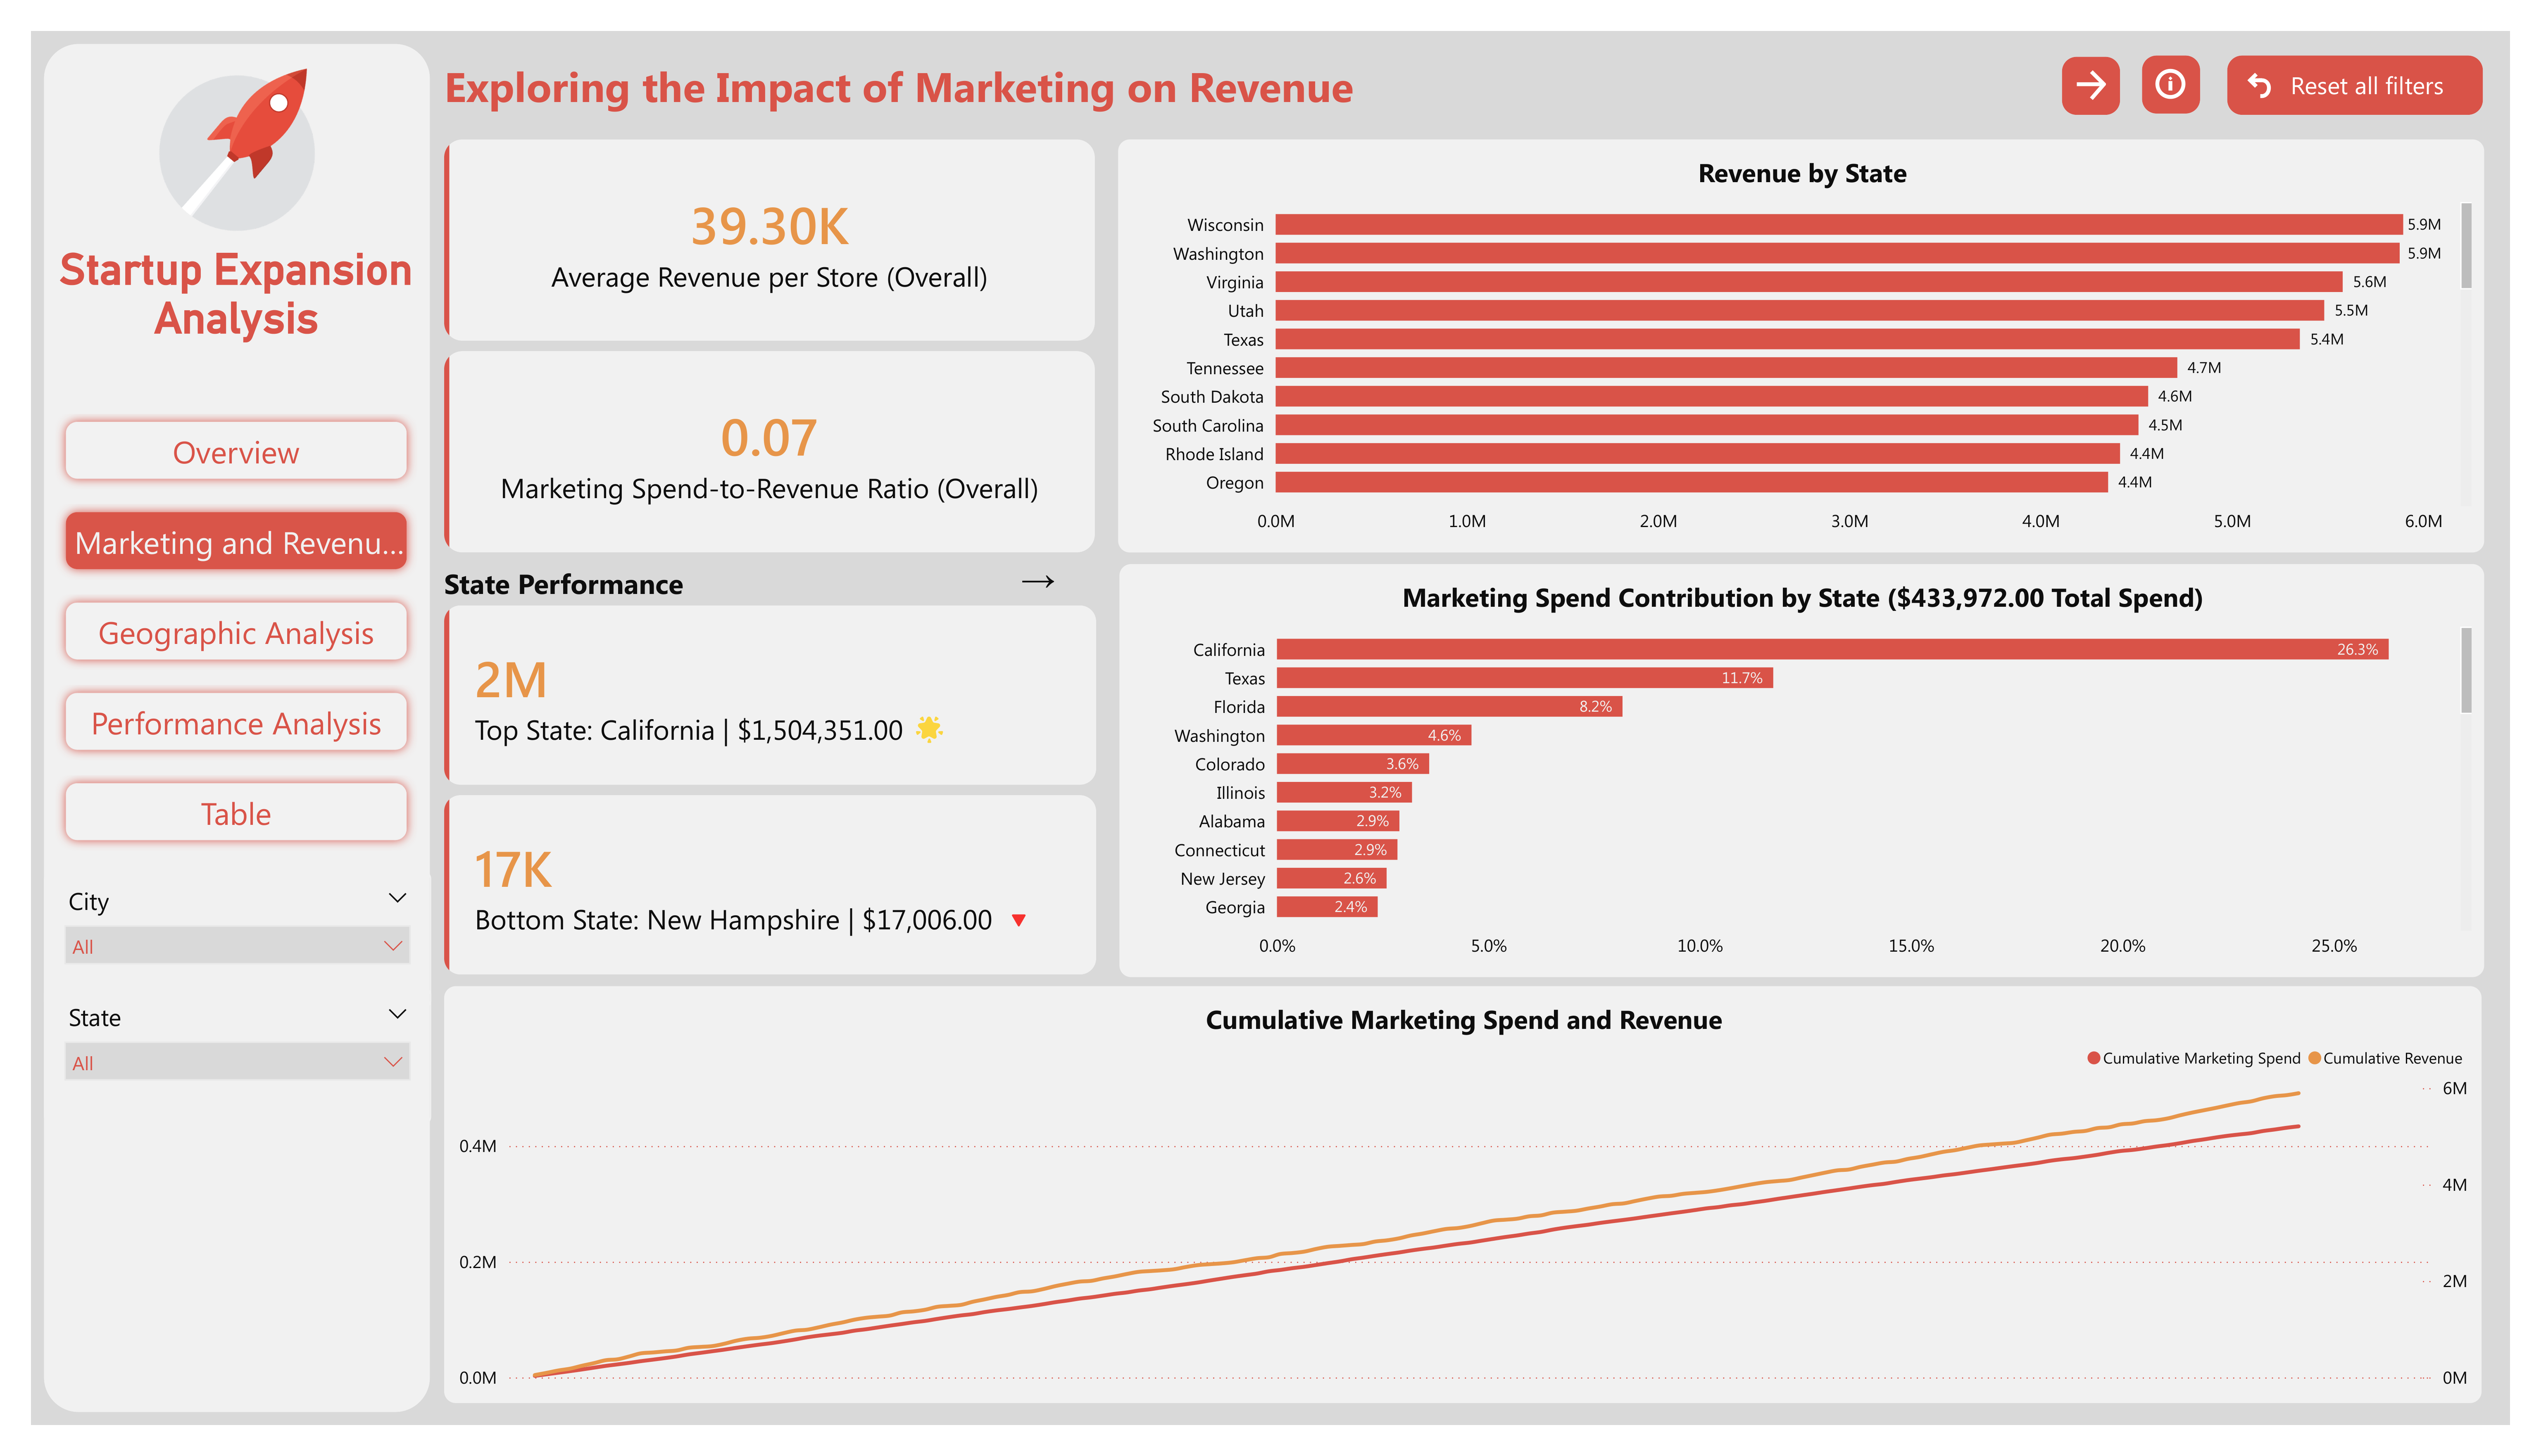 Startup Expansion
Analysis
Overview
Marketing and Revenu...
Geographic Analysis
Performance Analysis
Table
City
All
State
All
Exploring the Impact of Marketing on Revenue
Reset all filters
39.30K
Average Revenue per Store (Overall)
0.07
Marketing Spend-to-Revenue Ratio (Overall)
State Performance →
2M
Top State: California | $1,504,351.00 🌟
17K
Bottom State: New Hampshire | $17,006.00 🔻
Revenue by State
Wisconsin 5.9M
Washington 5.9M
Virginia 5.6M
Utah 5.5M
Texas 5.4M
Tennessee 4.7M
South Dakota 4.6M
South Carolina 4.5M
Rhode Island 4.4M
Oregon 4.4M
0.0M 1.0M 2.0M 3.0M 4.0M 5.0M 6.0M
Marketing Spend Contribution by State ($433,972.00 Total Spend)
California 26.3%
Texas 11.7%
Florida 8.2%
Washington 4.6%
Colorado 3.6%
Illinois 3.2%
Alabama 2.9%
Connecticut 2.9%
New Jersey 2.6%
Georgia 2.4%
0.0% 5.0% 10.0% 15.0% 20.0% 25.0%
Cumulative Marketing Spend and Revenue
Cumulative Marketing Spend Cumulative Revenue
6M
0.4M
4M
0.2M
2M
0.0M 0M